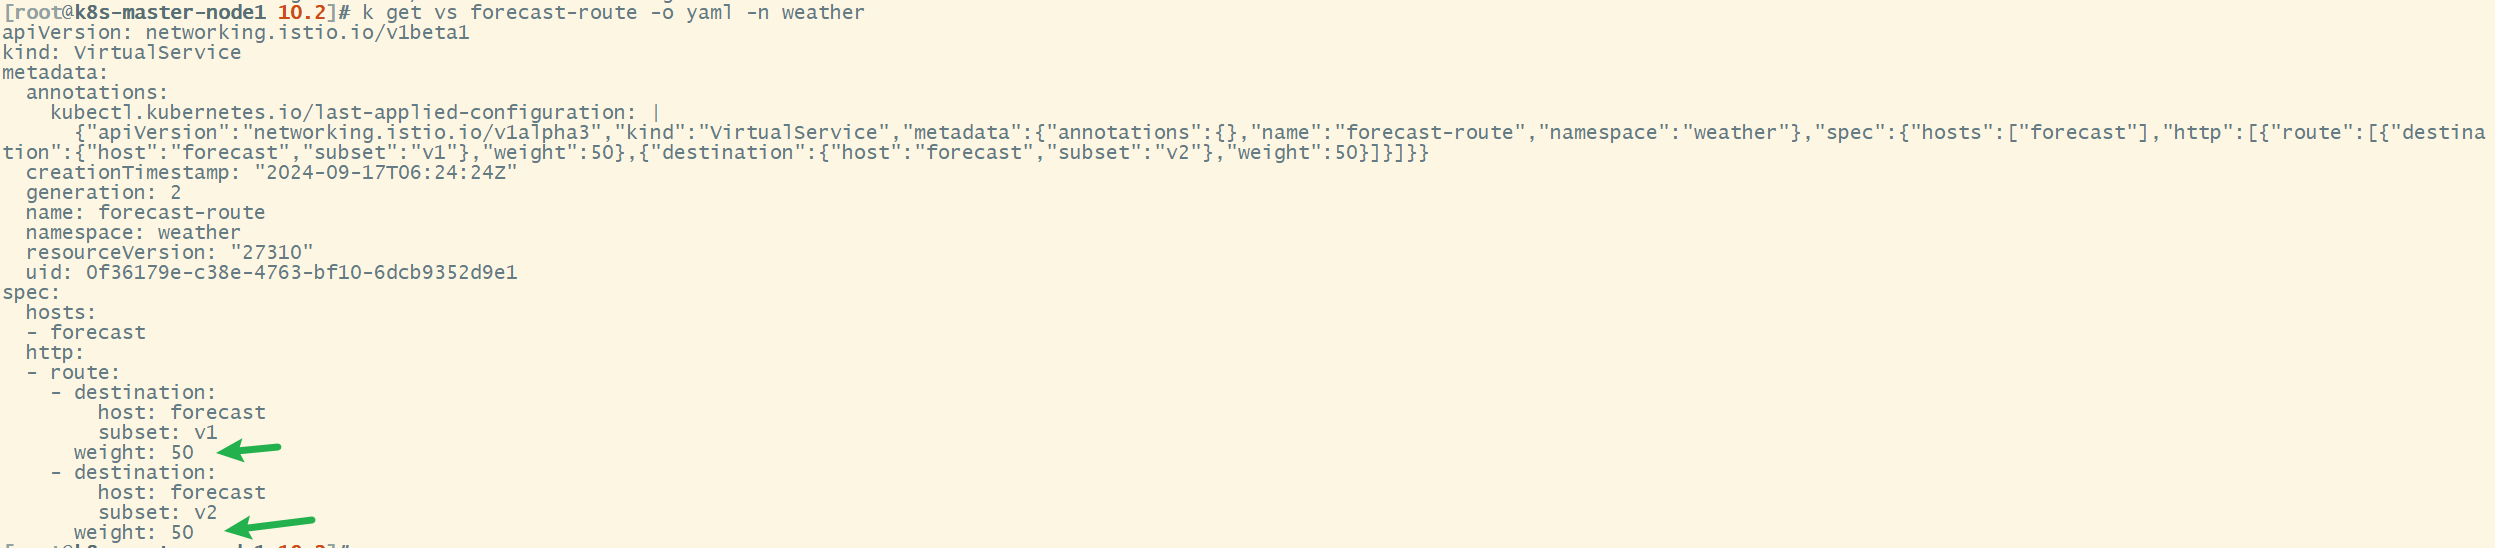 [root@k8s-master-node1 10.2]# k get vs forecast-route -o yaml -n weather
apiVersion: networking.istio.io/v1beta1
kind: VirtualService
metadata:
  annotations:
    kubectl.kubernetes.io/last-applied-configuration: |
      {"apiVersion":"networking.istio.io/v1alpha3","kind":"VirtualService","metadata":{"annotations":{},"name":"forecast-route","namespace":"weather"},"spec":{"hosts":["forecast"],"http":[{"route":[{"destina
tion":{"host":"forecast","subset":"v1"},"weight":50},{"destination":{"host":"forecast","subset":"v2"},"weight":50}]}]}}
  creationTimestamp: "2024-09-17T06:24:24Z"
  generation: 2
  name: forecast-route
  namespace: weather
  resourceVersion: "27310"
  uid: 0f36179e-c38e-4763-bf10-6dcb9352d9e1
spec:
  hosts:
  - forecast
  http:
  - route:
    - destination:
        host: forecast
        subset: v1
      weight: 50
    - destination:
        host: forecast
        subset: v2
      weight: 50